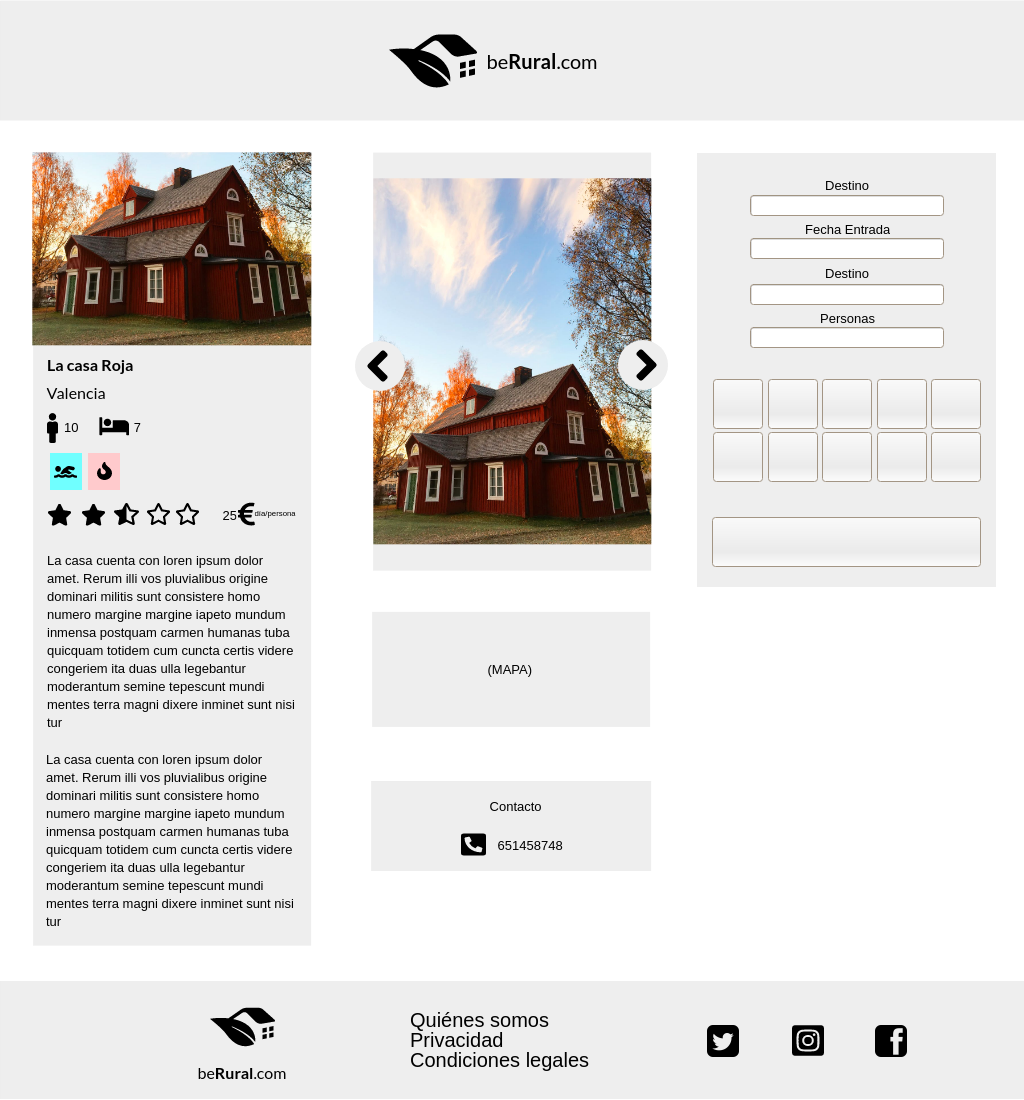 beRural.com
La casa Roja
Valencia
10 7
25€ día/persona
La casa cuenta con loren ipsum dolor
amet. Rerum illi vos pluvialibus origine
dominari militis sunt consistere homo
numero margine margine iapeto mundum
inmensa postquam carmen humanas tuba
quicquam totidem cum cuncta certis videre
congeriem ita duas ulla legebantur
moderantum semine tepescunt mundi
mentes terra magni dixere inminet sunt nisi
tur
La casa cuenta con loren ipsum dolor
amet. Rerum illi vos pluvialibus origine
dominari militis sunt consistere homo
numero margine margine iapeto mundum
inmensa postquam carmen humanas tuba
quicquam totidem cum cuncta certis videre
congeriem ita duas ulla legebantur
moderantum semine tepescunt mundi
mentes terra magni dixere inminet sunt nisi
tur
(MAPA)
Contacto
651458748
Destino
Fecha Entrada
Destino
Personas
beRural.com
Quiénes somos
Privacidad
Condiciones legales